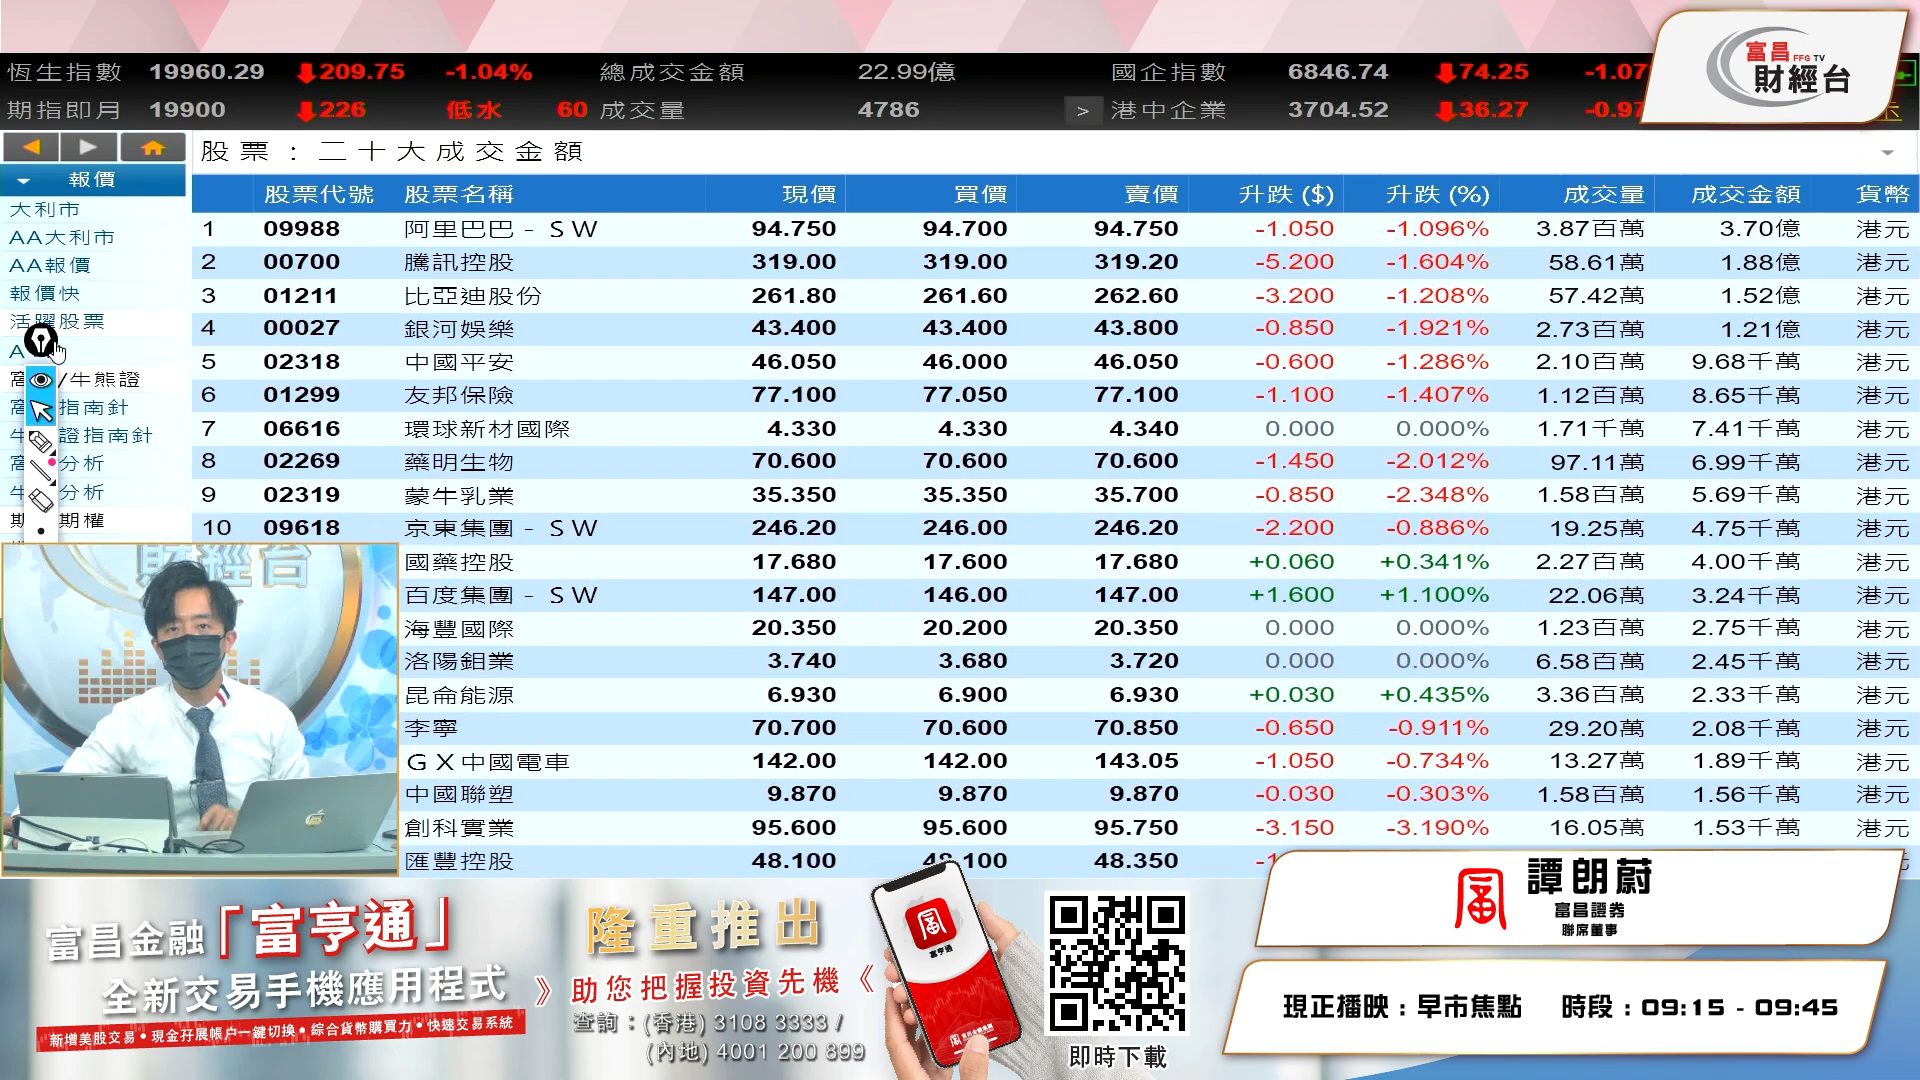 恆生指數 19960.29 209.75 -1.04% 總成交金額 22.99億 國企指數 6846.74 74.25 -1.07
期指即月 19900 226 低水 60 成交量 4786 > 港中企業 3704.52 36.27 -0.97
富昌 FFG TV
財經台
股票：二十大成交金額
報價
大利市
AA大利市
AA報價
報價快
活躍股票
/牛熊證
指南針
證指南針
分析
分析
期權
股票代號 股票名稱 現價 買價 賣價 升跌 ($) 升跌 (%) 成交量 成交金額 貨幣
1 09988 阿里巴巴－ＳＷ 94.750 94.700 94.750 -1.050 -1.096% 3.87百萬 3.70億 港元
2 00700 騰訊控股 319.00 319.00 319.20 -5.200 -1.604% 58.61萬 1.88億 港元
3 01211 比亞迪股份 261.80 261.60 262.60 -3.200 -1.208% 57.42萬 1.52億 港元
4 00027 銀河娛樂 43.400 43.400 43.800 -0.850 -1.921% 2.73百萬 1.21億 港元
5 02318 中國平安 46.050 46.000 46.050 -0.600 -1.286% 2.10百萬 9.68千萬 港元
6 01299 友邦保險 77.100 77.050 77.100 -1.100 -1.407% 1.12百萬 8.65千萬 港元
7 06616 環球新材國際 4.330 4.330 4.340 0.000 0.000% 1.71千萬 7.41千萬 港元
8 02269 藥明生物 70.600 70.600 70.600 -1.450 -2.012% 97.11萬 6.99千萬 港元
9 02319 蒙牛乳業 35.350 35.350 35.700 -0.850 -2.348% 1.58百萬 5.69千萬 港元
10 09618 京東集團－ＳＷ 246.20 246.00 246.20 -2.200 -0.886% 19.25萬 4.75千萬 港元
國藥控股 17.680 17.600 17.680 +0.060 +0.341% 2.27百萬 4.00千萬 港元
百度集團－ＳＷ 147.00 146.00 147.00 +1.600 +1.100% 22.06萬 3.24千萬 港元
海豐國際 20.350 20.200 20.350 0.000 0.000% 1.23百萬 2.75千萬 港元
洛陽鉬業 3.740 3.680 3.720 0.000 0.000% 6.58百萬 2.45千萬 港元
昆侖能源 6.930 6.900 6.930 +0.030 +0.435% 3.36百萬 2.33千萬 港元
李寧 70.700 70.600 70.850 -0.650 -0.911% 29.20萬 2.08千萬 港元
ＧＸ中國電車 142.00 142.00 143.05 -1.050 -0.734% 13.27萬 1.89千萬 港元
中國聯塑 9.870 9.870 9.870 -0.030 -0.303% 1.58百萬 1.56千萬 港元
創科實業 95.600 95.600 95.750 -3.150 -3.190% 16.05萬 1.53千萬 港元
匯豐控股 48.100 48.100 48.350 -1
財經台
富昌金融「富亨通」
全新交易手機應用程式
新增美股交易 • 現金孖展帳戶一鍵切換 • 綜合貨幣購買力 • 快速交易系統
隆重推出
》助您把握投資先機《
查詢：(香港) 3108 3333 /
(內地) 4001 200 899
富亨通
富昌金融集團
即時下載
譚朗蔚
富昌證券
聯席董事
現正播映：早市焦點 時段：09:15 - 09:45